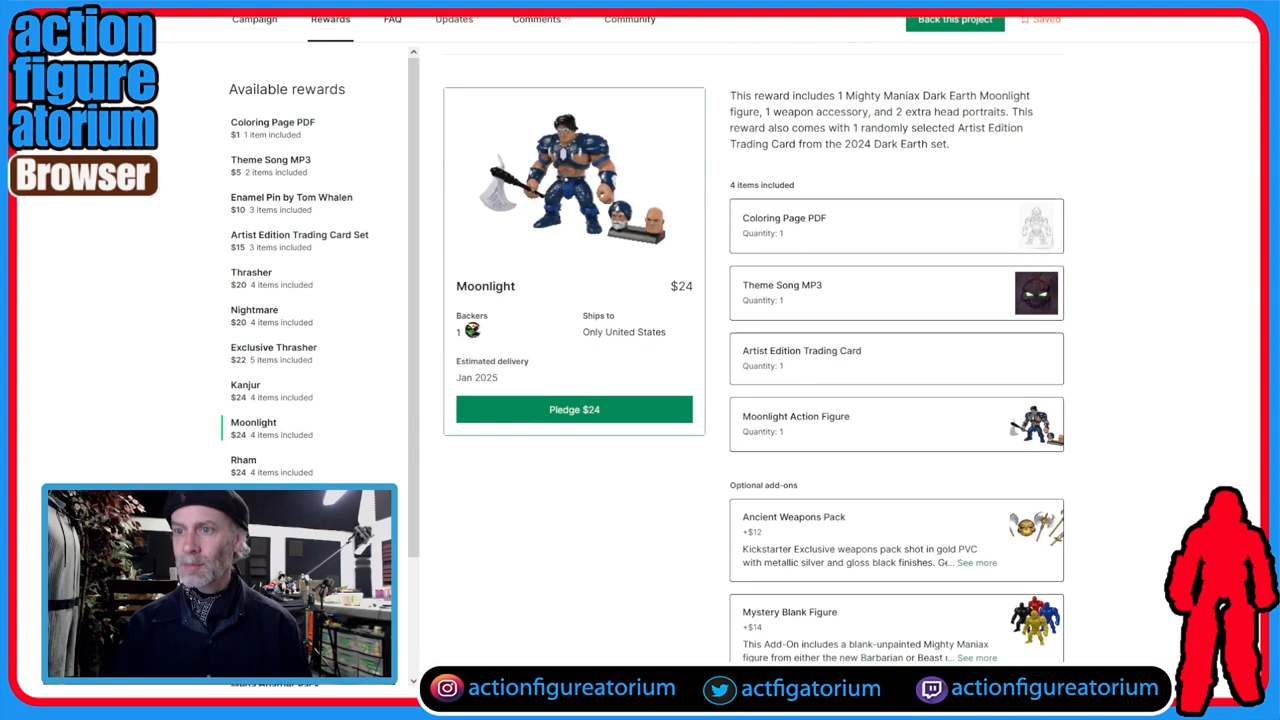 action
figure
atorium
Browser
Campaign
Rewards
FAQ
Updates
Comments
Community
Back this project
Saved
Available rewards
Coloring Page PDF
$1 1 item included
Theme Song MP3
$5 2 items included
Enamel Pin by Tom Whalen
$10 3 items included
Artist Edition Trading Card Set
$15 3 items included
Thrasher
$20 4 items included
Nightmare
$20 4 items included
Exclusive Thrasher
$22 5 items included
Kanjur
$24 4 items included
Moonlight
$24 4 items included
Rham
$24 4 items included
Moonlight $24
Backers
1
Ships to
Only United States
Estimated delivery
Jan 2025
Pledge $24
This reward includes 1 Mighty Maniax Dark Earth Moonlight
figure, 1 weapon accessory, and 2 extra head portraits. This
reward also comes with 1 randomly selected Artist Edition
Trading Card from the 2024 Dark Earth set.
4 items included
Coloring Page PDF
Quantity: 1
Theme Song MP3
Quantity: 1
Artist Edition Trading Card
Quantity: 1
Moonlight Action Figure
Quantity: 1
Optional add-ons
Ancient Weapons Pack
+$12
Kickstarter Exclusive weapons pack shot in gold PVC
with metallic silver and gloss black finishes. Ge... See more
Mystery Blank Figure
+$14
This Add-On includes a blank-unpainted Mighty Maniax
figure from either the new Barbarian or Beast r... See more
actionfigureatorium
actfigatorium
actionfigureatorium